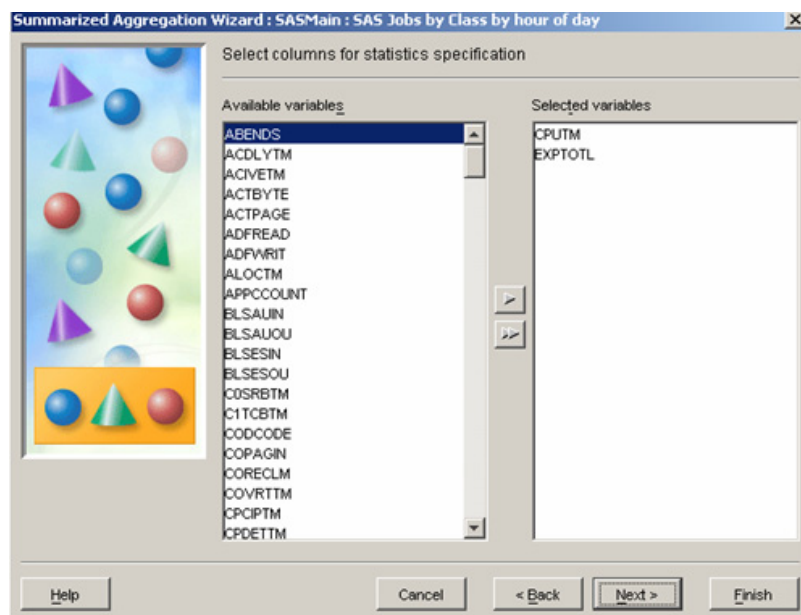 Summarized Aggregation Wizard : SASMain : SAS Jobs by Class by hour of day
Select columns for statistics specification
Available variables
ABENDS
ACDLYTM
ACIVETM
ACTBYTE
ACTPAGE
ADFREAD
ADFWRIT
ALOCTM
APPCCOUNT
BLSAUIN
BLSAUOU
BLSESIN
BLSESOU
C0SRBTM
C1TCBTM
CODCODE
COPAGIN
CORECLM
COVRTTM
CPCIPTM
CPDETTM
Selected variables
CPUTM
EXPTOTL
Help
Cancel
< Back
Next >
Finish